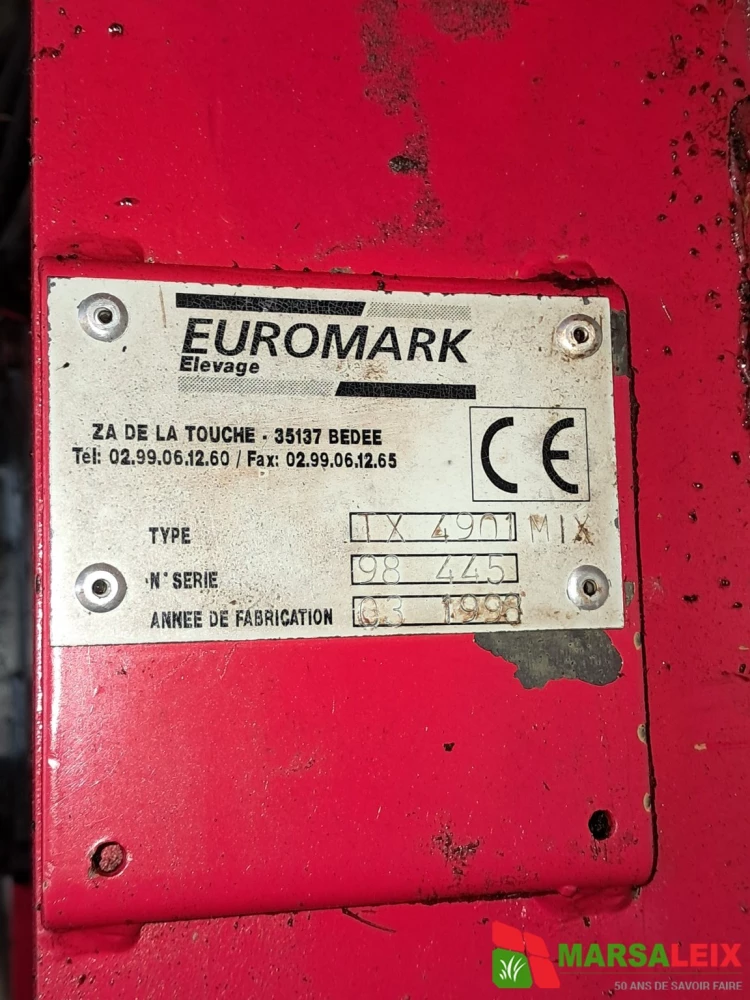 EUROMARK
Elevage
ZA DE LA TOUCHE - 35137 BEDEE
Tél: 02.99.06.12.60 / Fax: 02.99.06.12.65
CE
TYPE TX 4901 MIX
N° SERIE 98 445
ANNEE DE FABRICATION 03 1998
MARSALEIX
50 ANS DE SAVOIR FAIRE